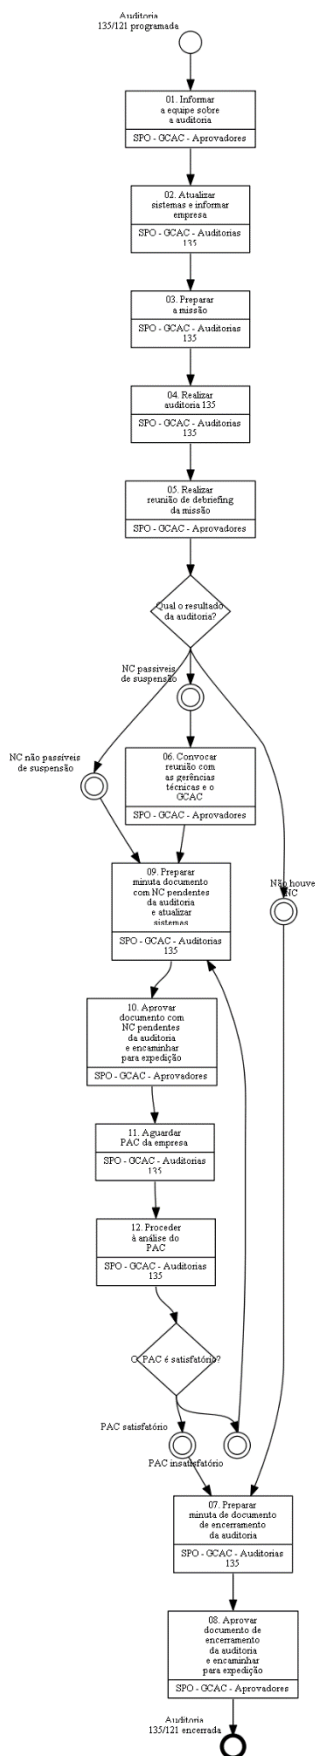 Auditoria
135/121 programada
01. Informar
a equipe sobre
a auditoria
SPO - GCAC - Aprovadores
02. Atualizar
sistemas e informar
empresa
SPO - GCAC - Auditorias
135
03. Preparar
a missão
SPO - GCAC - Auditorias
135
04. Realizar
auditoria 135
SPO - GCAC - Auditorias
135
05. Realizar
reunião de debriefing
da missão
SPO - GCAC - Aprovadores
Qual o resultado
da auditoria?
NC passíveis
de suspensão
NC não passíveis
de suspensão
06. Convocar
reunião com
as gerências
técnicas e o
GCAC
SPO - GCAC - Aprovadores
Não houve
NC
09. Preparar
minuta documento
com NC pendentes
da auditoria
e atualizar
sistemas
SPO - GCAC - Auditorias
135
10. Aprovar
documento com
NC pendentes
da auditoria
e encaminhar
para expedição
SPO - GCAC - Aprovadores
11. Aguardar
PAC da empresa
SPO - GCAC - Auditorias
135
12. Proceder
à análise do
PAC
SPO - GCAC - Auditorias
135
O PAC é satisfatório?
PAC satisfatório
PAC insatisfatório
07. Preparar
minuta de documento
de encerramento
da auditoria
SPO - GCAC - Auditorias
135
08. Aprovar
documento de
encerramento
da auditoria
e encaminhar
para expedição
SPO - GCAC - Aprovadores
Auditoria
135/121 encerrada